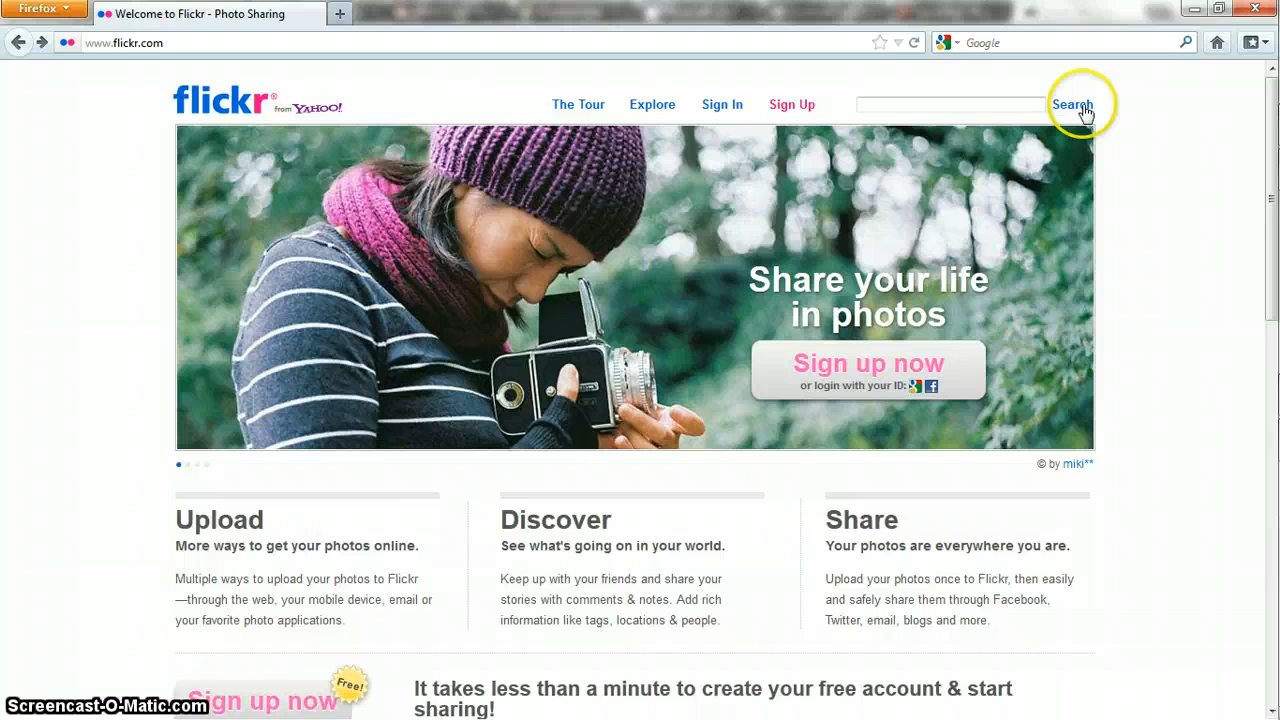 Firefox
Welcome to Flickr - Photo Sharing
www.flickr.com
Google
flickr® from YAHOO!
The Tour
Explore
Sign In
Sign Up
Search
Share your life
in photos
Sign up now
or login with your ID:
© by miki**
Upload
More ways to get your photos online.
Multiple ways to upload your photos to Flickr
—through the web, your mobile device, email or
your favorite photo applications.
Discover
See what's going on in your world.
Keep up with your friends and share your
stories with comments & notes. Add rich
information like tags, locations & people.
Share
Your photos are everywhere you are.
Upload your photos once to Flickr, then easily
and safely share them through Facebook,
Twitter, email, blogs and more.
Sign up now
Free!
It takes less than a minute to create your free account & start
sharing!
Screencast-O-Matic.com